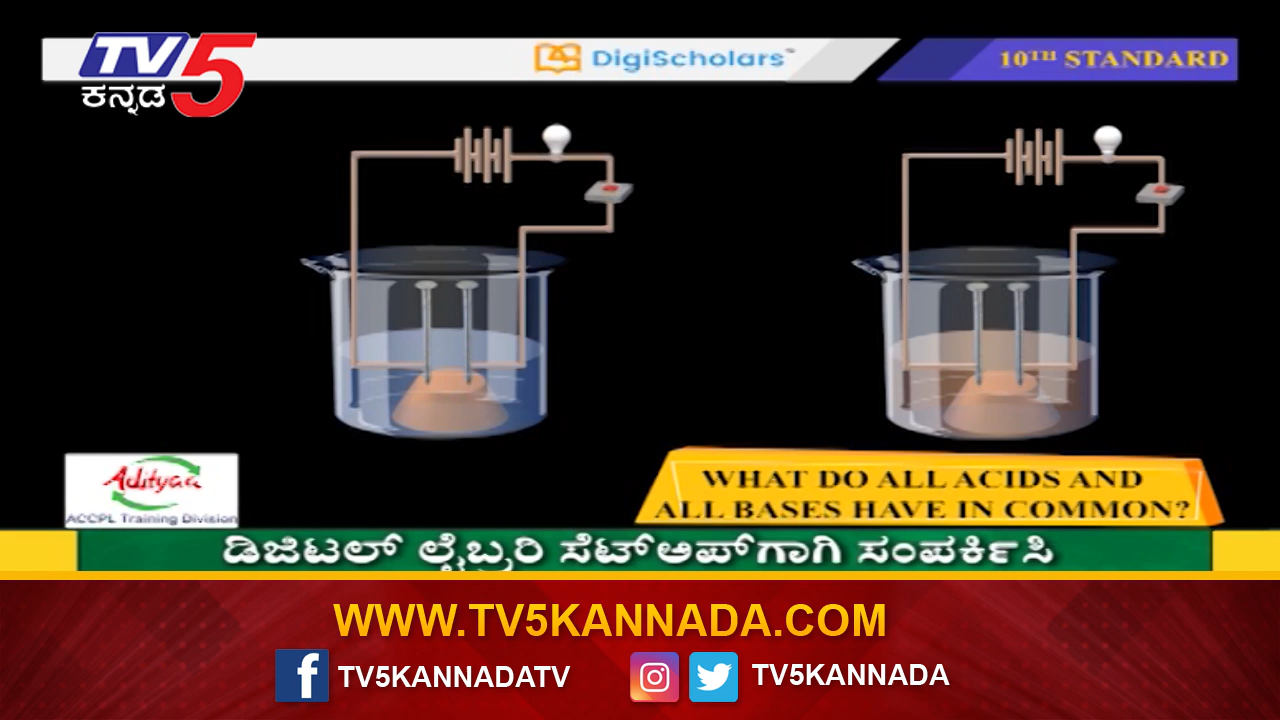 TV5
ಕನ್ನಡ
DigiScholars™
10TH STANDARD
Adityaa
ACCPL Training Division
WHAT DO ALL ACIDS AND
ALL BASES HAVE IN COMMON?
ಡಿಜಿಟಲ್ ಲೈಬ್ರರಿ ಸೆಟ್‌ಅಪ್‌ಗಾಗಿ ಸಂಪರ್ಕಿಸಿ
WWW.TV5KANNADA.COM
TV5KANNADATV
TV5KANNADA